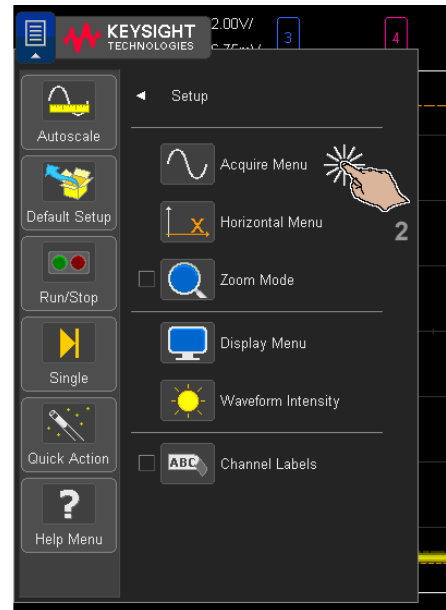 KEYSIGHT
TECHNOLOGIES
2.00V/
3
4
Setup
Autoscale
Acquire Menu
2
Default Setup
Horizontal Menu
X
Run/Stop
Zoom Mode
Single
Display Menu
Waveform Intensity
Quick Action
ABC
Channel Labels
?
Help Menu